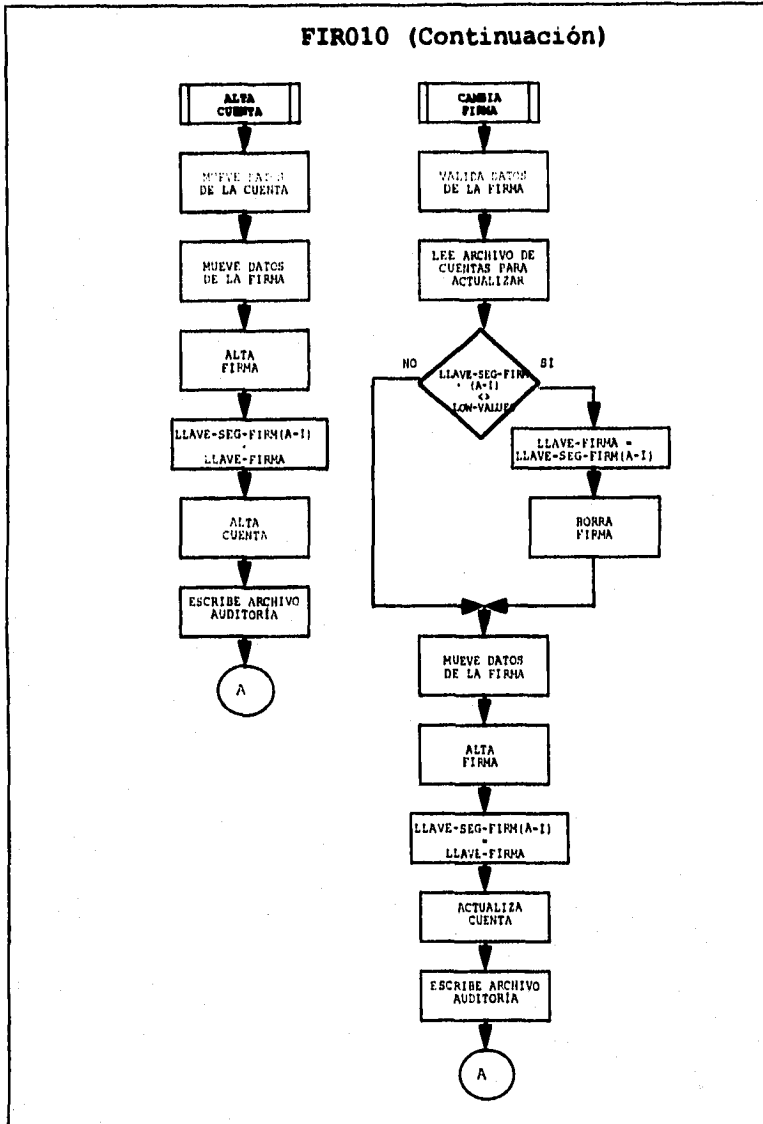 FIR010 (Continuación)
ALTA
CUENTA
MUEVE DATOS
DE LA CUENTA
MUEVE DATOS
DE LA FIRMA
ALTA
FIRMA
LLAVE-SEG-FIRM(A-I)
LLAVE-FIRMA
ALTA
CUENTA
ESCRIBE ARCHIVO
AUDITORÍA
A
CAMBIA
FIRMA
VALIDA DATOS
DE LA FIRMA
LEE ARCHIVO DE
CUENTAS PARA
ACTUALIZAR
NO
SI
LLAVE-SEG-FIRM
(A-I)
<>
LOW-VALUES
LLAVE-FIRMA =
LLAVE-SEG-FIRM(A-I)
BORRA
FIRMA
MUEVE DATOS
DE LA FIRMA
ALTA
FIRMA
LLAVE-SEG-FIRM(A-I)
=
LLAVE-FIRMA
ACTUALIZA
CUENTA
ESCRIBE ARCHIVO
AUDITORÍA
A